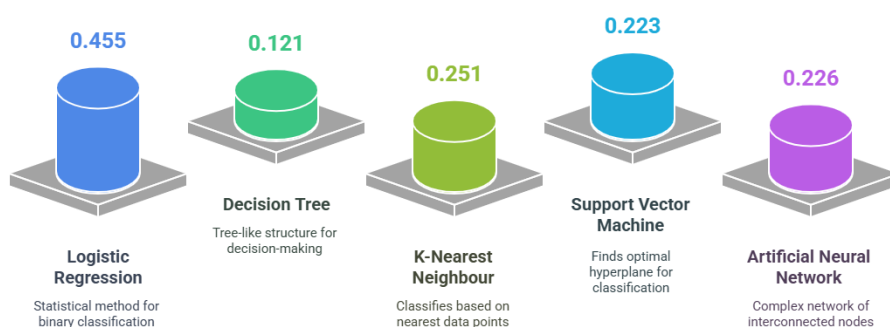 0.455
Logistic
Regression
Statistical method for
binary classification
0.121
Decision Tree
Tree-like structure for
decision-making
0.251
K-Nearest
Neighbour
Classifies based on
nearest data points
0.223
Support Vector
Machine
Finds optimal
hyperplane for
classification
0.226
Artificial Neural
Network
Complex network of
interconnected nodes